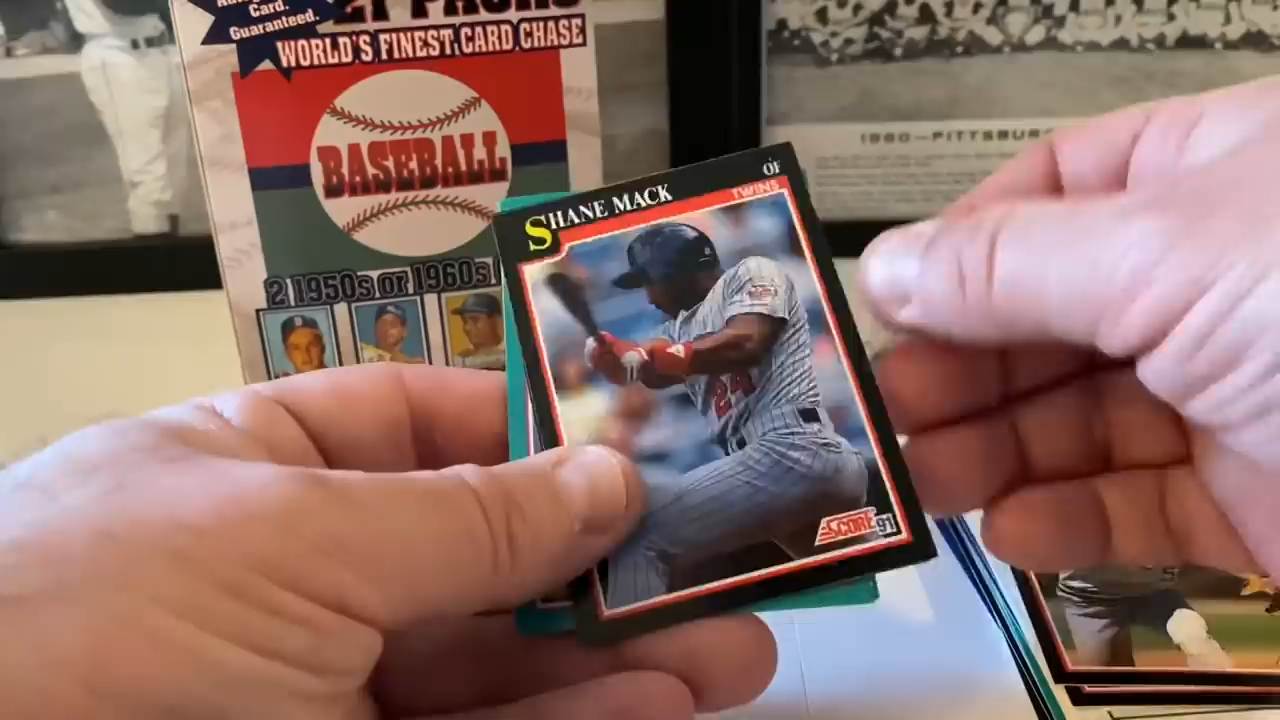 Card.
Guaranteed.
WORLD'S FINEST CARD CHASE
BASEBALL
2 1950s or 1960s
1960—PITTSBURG
SHANE MACK
OF
TWINS
24
SCORE 91